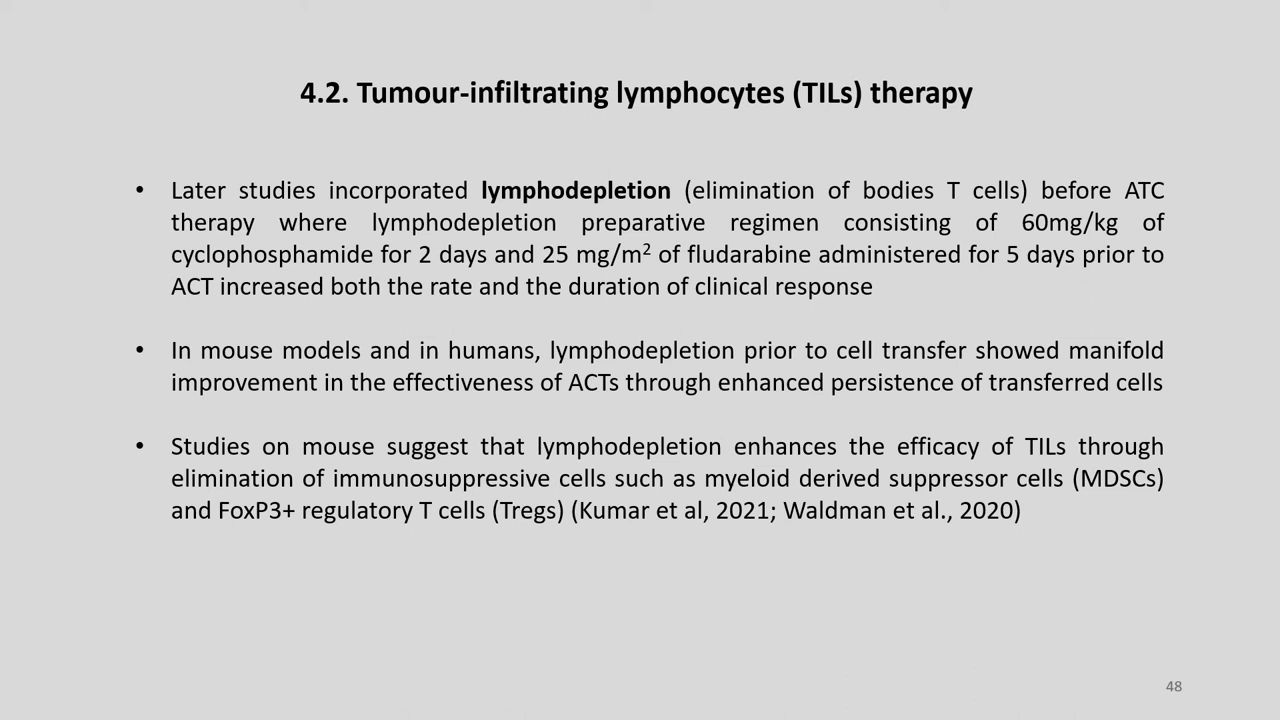 4.2. Tumour-infiltrating lymphocytes (TILs) therapy
• Later studies incorporated lymphodepletion (elimination of bodies T cells) before ATC
therapy where lymphodepletion preparative regimen consisting of 60mg/kg of
cyclophosphamide for 2 days and 25 mg/m² of fludarabine administered for 5 days prior to
ACT increased both the rate and the duration of clinical response
• In mouse models and in humans, lymphodepletion prior to cell transfer showed manifold
improvement in the effectiveness of ACTs through enhanced persistence of transferred cells
• Studies on mouse suggest that lymphodepletion enhances the efficacy of TILs through
elimination of immunosuppressive cells such as myeloid derived suppressor cells (MDSCs)
and FoxP3+ regulatory T cells (Tregs) (Kumar et al, 2021; Waldman et al., 2020)
48